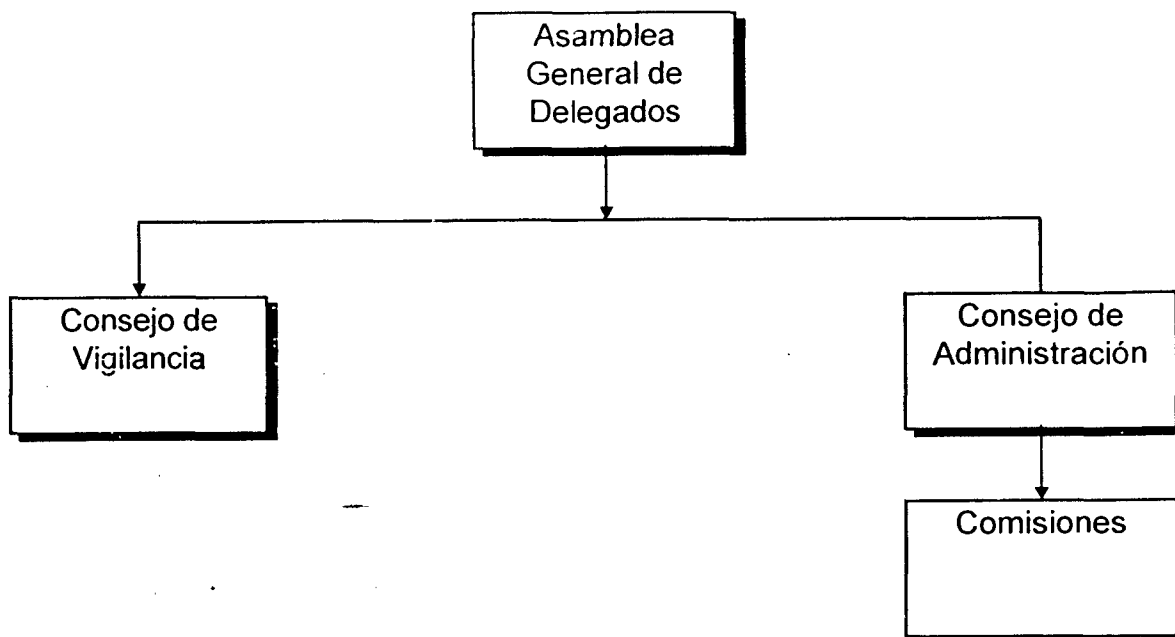 Asamblea
General de
Delegados
Consejo de
Vigilancia
Consejo de
Administración
Comisiones